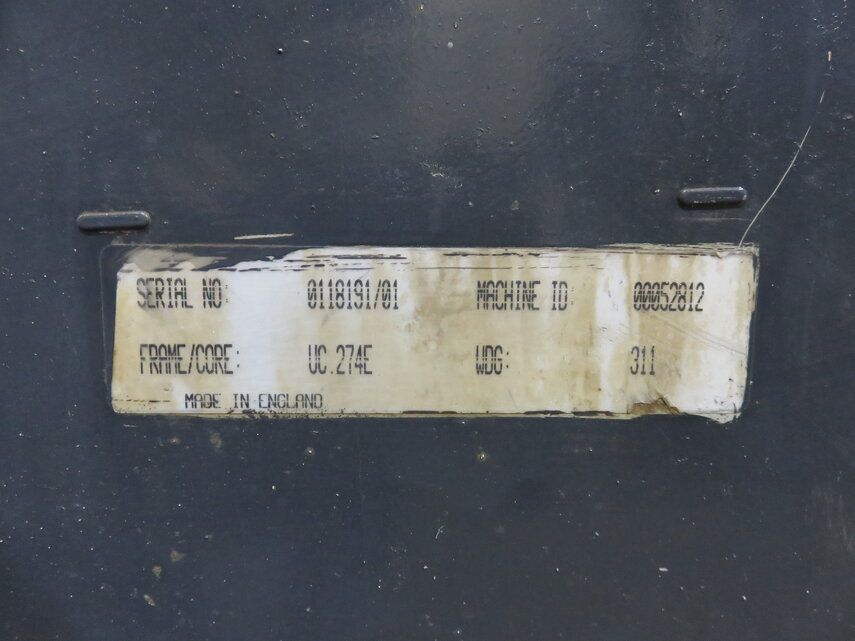 SERIAL NO: 0118191/01 MACHINE ID: 00052812
FRAME/CORE: UC.274E WDG: 311
MADE IN ENGLAND